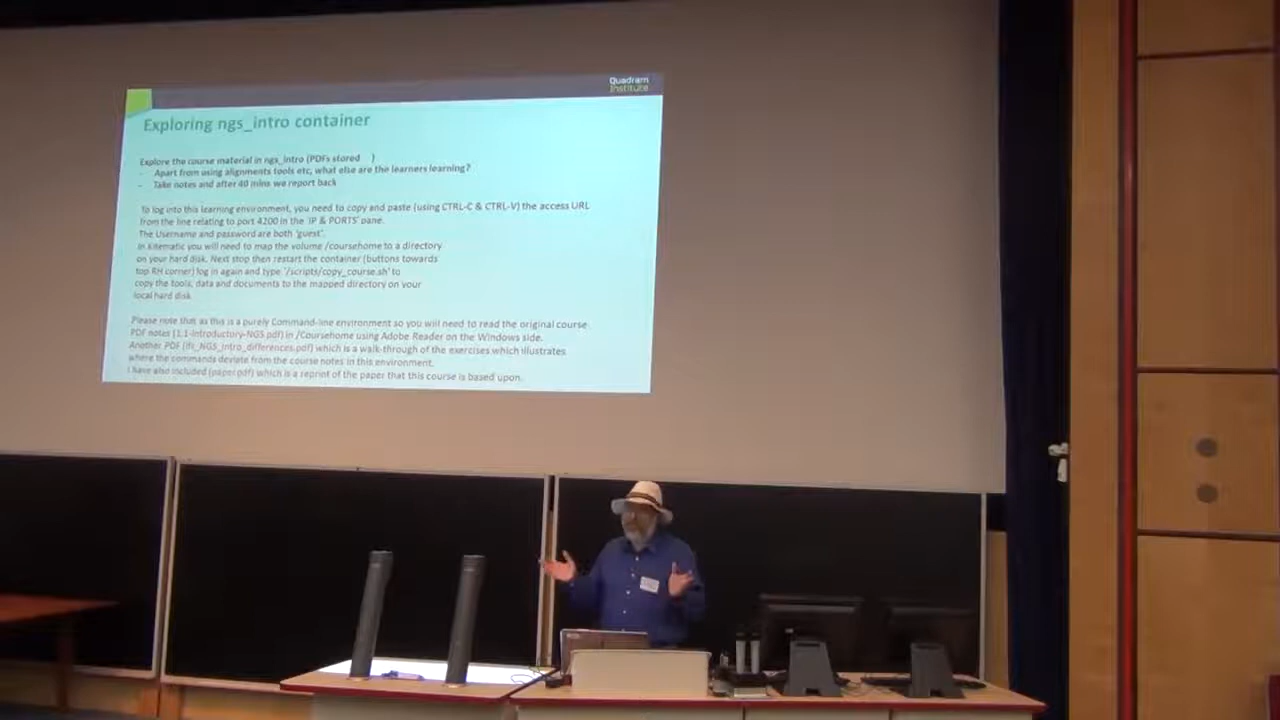 Quadram
Institute
Exploring ngs_intro container
Explore the course material in ngs_intro (PDFs stored )
- Apart from using alignments tools etc, what else are the learners learning?
- Take notes and after 40 mins we report back
To log into this learning environment, you need to copy and paste (using CTRL-C & CTRL-V) the access URL
from the line relating to port 4200 in the 'IP & PORTS' pane.
The Username and password are both 'guest'.
In Kitematic you will need to map the volume /coursehome to a directory
on your hard disk. Next stop then restart the container (buttons towards
top RH corner) log in again and type '/scripts/copy_course.sh' to
copy the tools, data and documents to the mapped directory on your
local hard disk.
Please note that as this is a purely Command-line environment so you will need to read the original course
PDF notes (1.1-Introductory-NGS.pdf) in /Coursehome using Adobe Reader on the Windows side.
Another PDF (ifr_NGS_intro_differences.pdf) which is a walk-through of the exercises which illustrates
where the commands deviate from the course notes in this environment.
I have also included (paper.pdf) which is a reprint of the paper that this course is based upon.